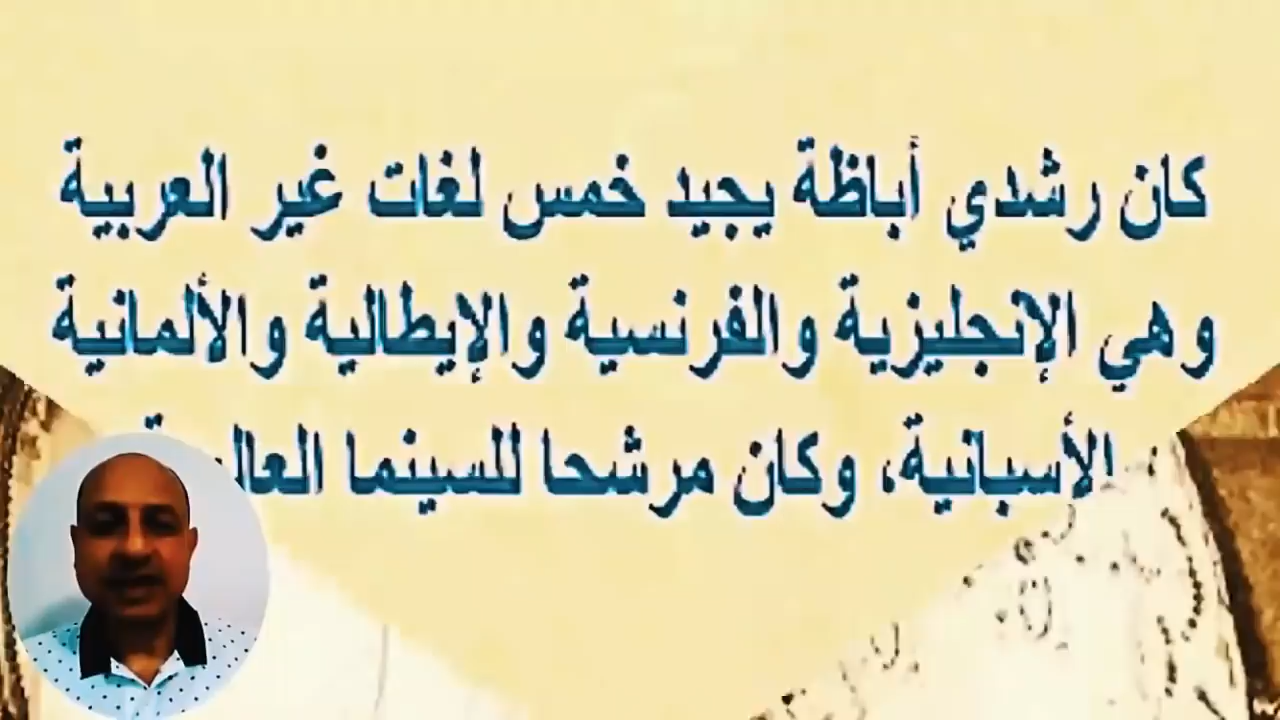 كان رشدي أباظة يجيد خمس لغات غير العربية
وهي الإنجليزية والفرنسية والإيطالية والألمانية
الأسبانية، وكان مرشحا للسينما